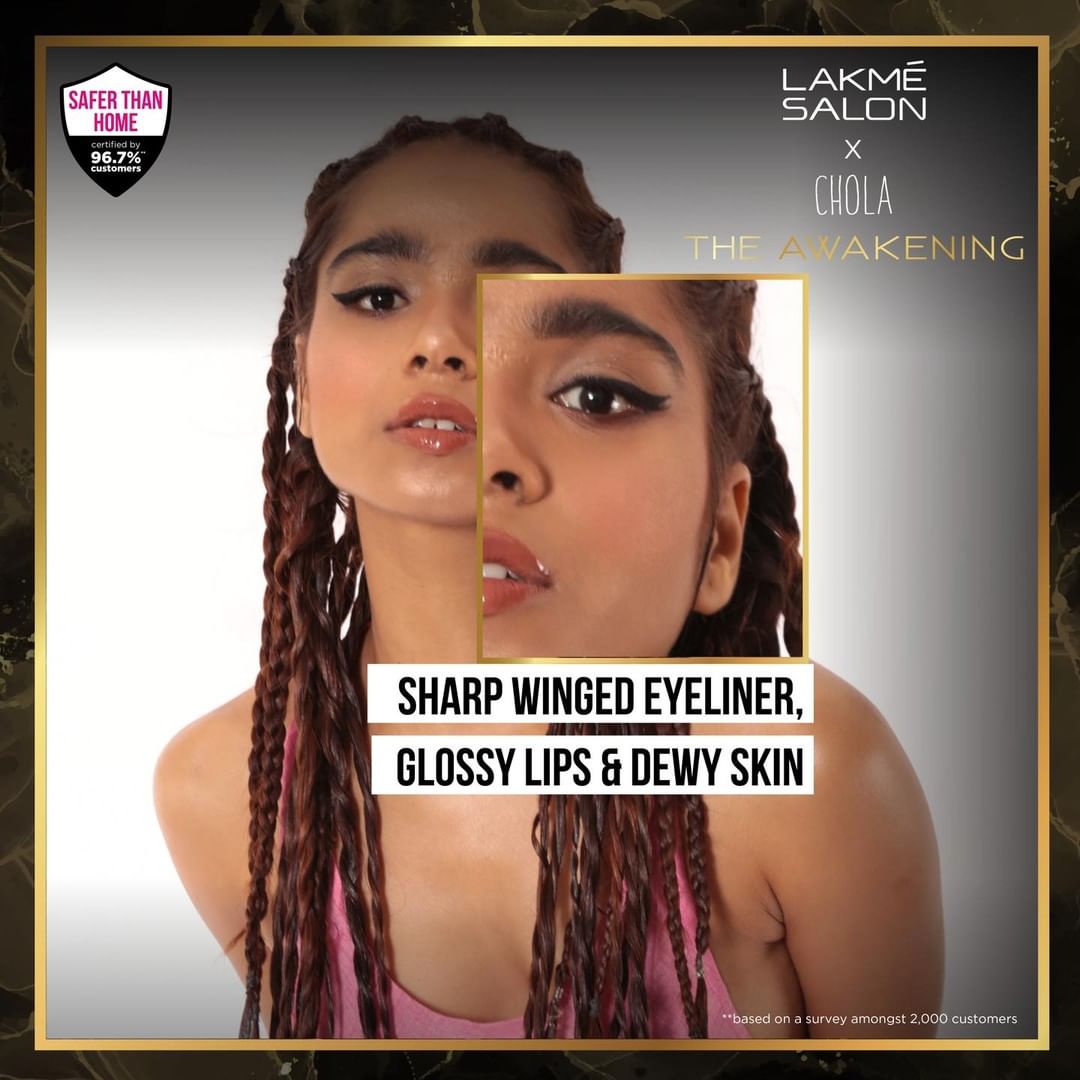 SAFER THAN
HOME
certified by
96.7%**
customers
LAKMÉ
SALON
X
CHOLA
THE AWAKENING
SHARP WINGED EYELINER,
GLOSSY LIPS & DEWY SKIN
**based on a survey amongst 2,000 customers